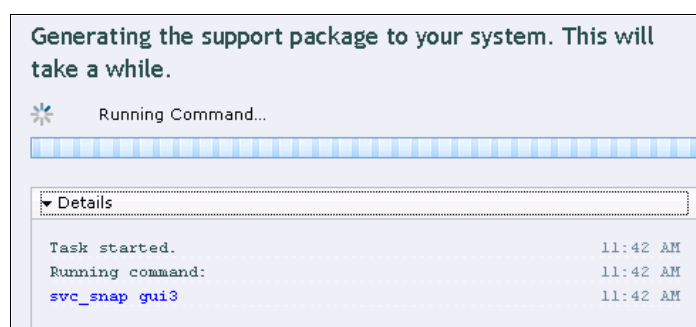 Generating the support package to your system. This will
take a while.
Running Command...
Details
Task started. 11:42 AM
Running command: 11:42 AM
svc_snap gui3 11:42 AM